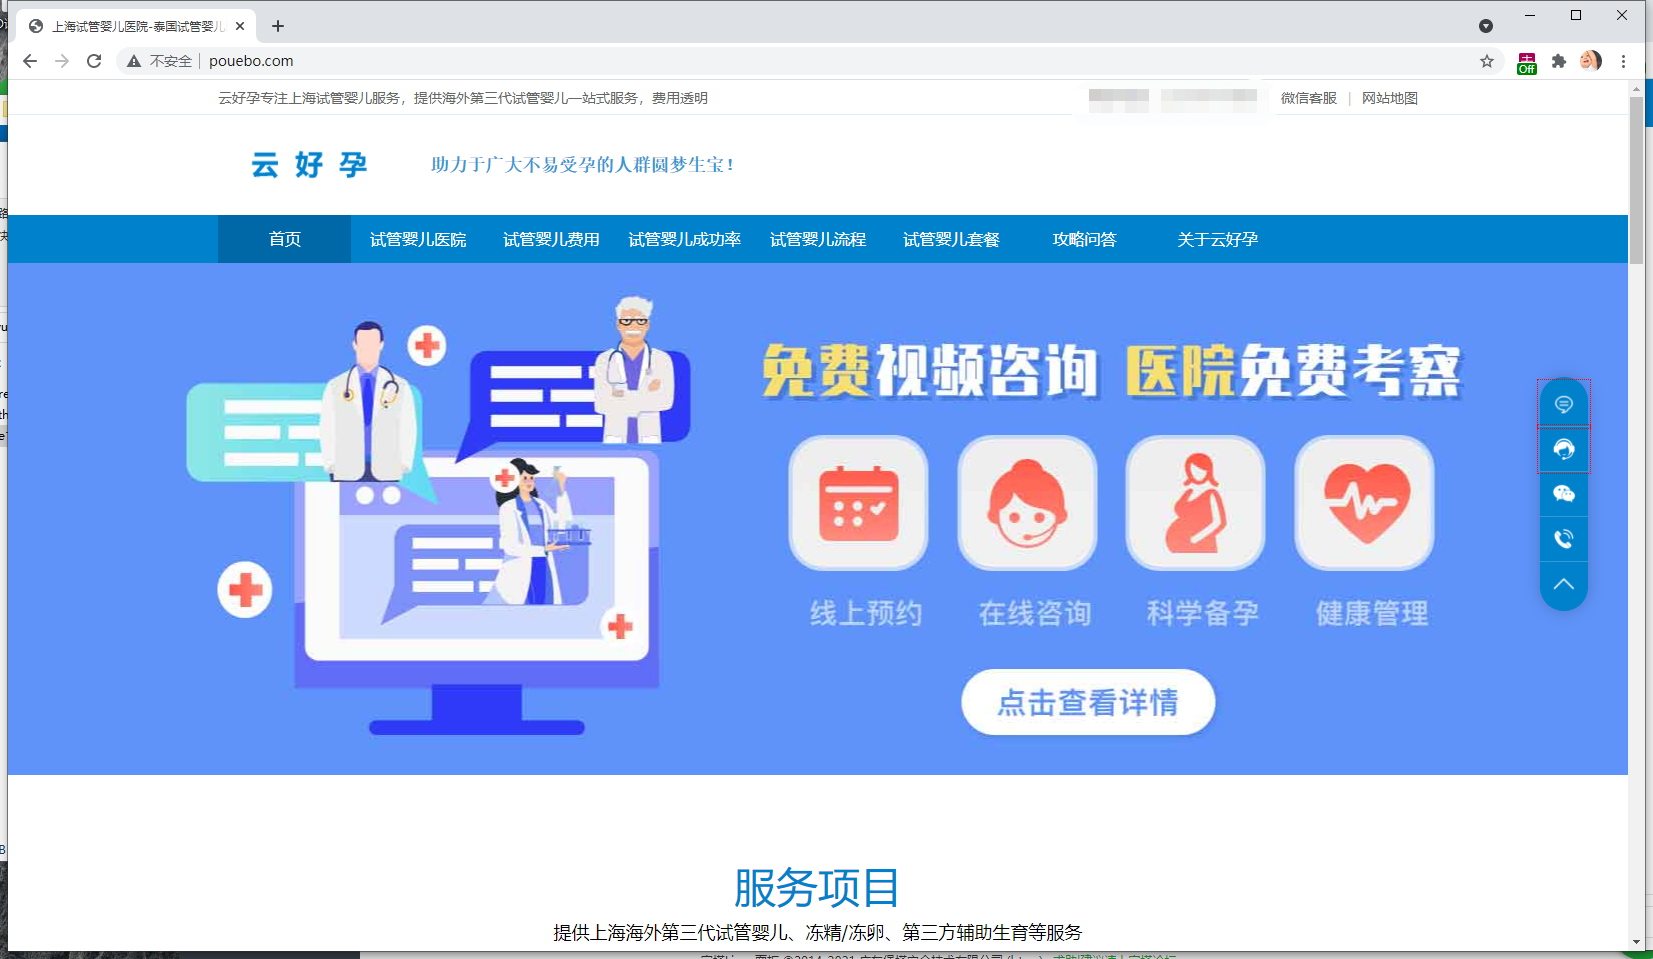 上海试管婴儿医院-泰国试管婴儿
不安全 pouebo.com
Off
云好孕专注上海试管婴儿服务，提供海外第三代试管婴儿一站式服务，费用透明
微信客服 | 网站地图
云好孕
助力于广大不易受孕的人群圆梦生宝！
首页 试管婴儿医院 试管婴儿费用 试管婴儿成功率 试管婴儿流程 试管婴儿套餐 攻略问答 关于云好孕
免费视频咨询 医院免费考察
线上预约 在线咨询 科学备孕 健康管理
点击查看详情
服务项目
提供上海海外第三代试管婴儿、冻精/冻卵、第三方辅助生育等服务